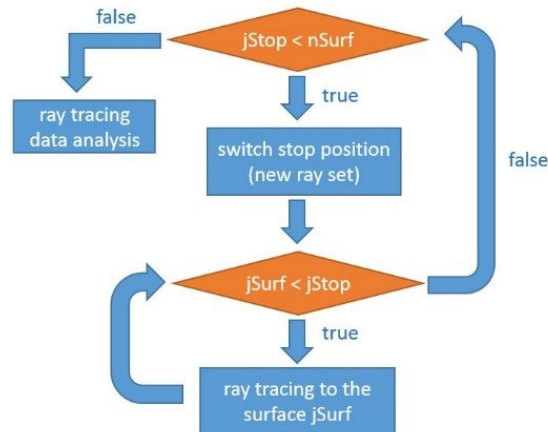 false
jStop < nSurf
true
ray tracing
data analysis
switch stop position
(new ray set)
false
jSurf < jStop
true
ray tracing to the
surface jSurf